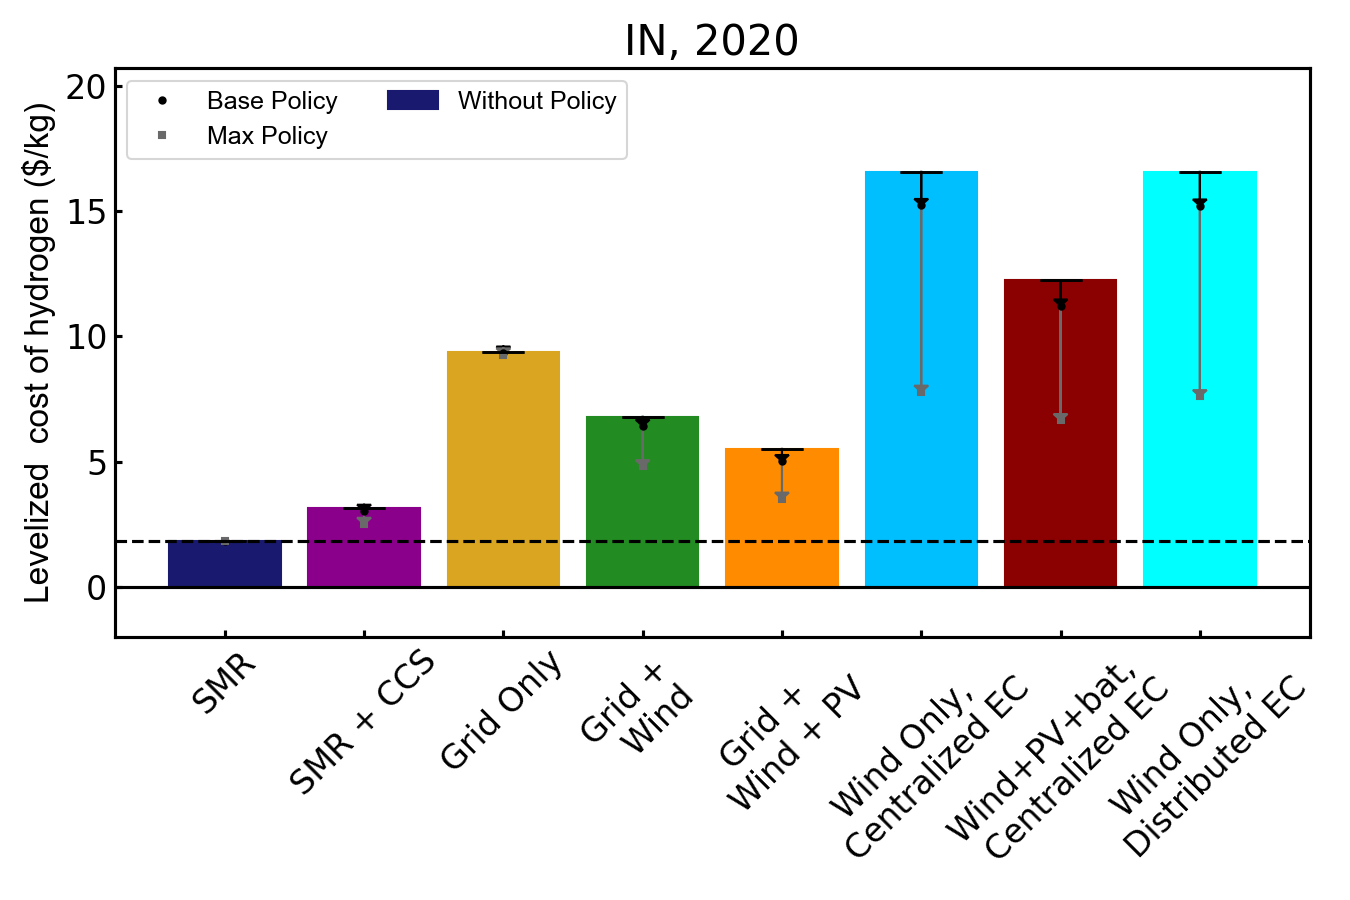 IN, 2020
Base Policy
Max Policy
Without Policy
Levelized cost of hydrogen ($/kg)
20
15
10
5
0
SMR
SMR + CCS
Grid Only
Grid +
Wind
Grid +
Wind + PV
Wind Only,
Centralized EC
Wind+PV+bat,
Centralized EC
Wind Only,
Distributed EC